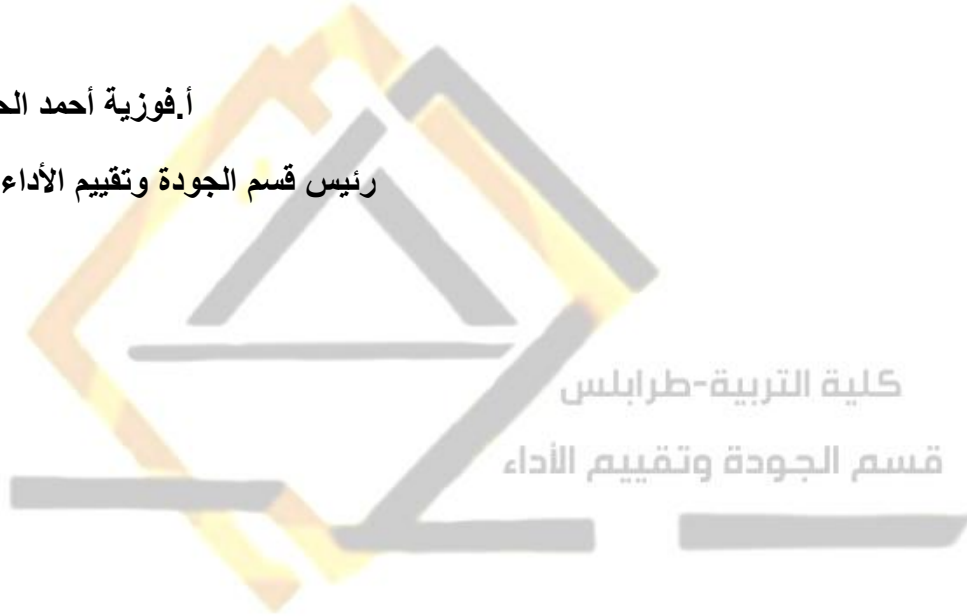 أ.فوزية أحمد
رئيس قسم الجودة وتقييم الأداء
كلية التربية-طرابلس
قسم الجودة وتقييم الأداء